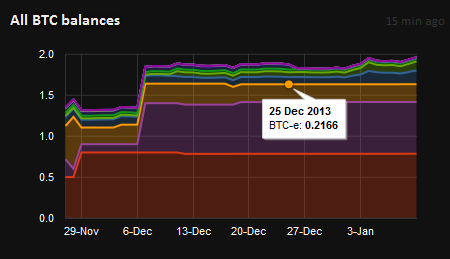 All BTC balances
15 min ago
2.0
1.5
1.0
0.5
0.0
25 Dec 2013
BTC-e: 0.2166
29-Nov 6-Dec 13-Dec 20-Dec 27-Dec 3-Jan